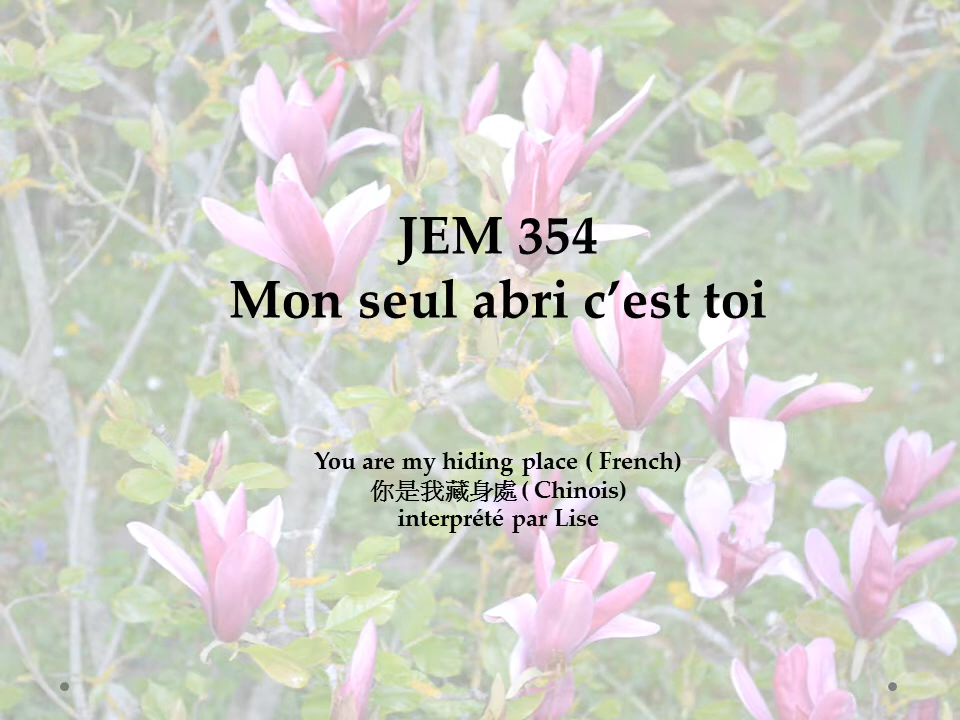 JEM 354
Mon seul abri c’est toi
You are my hiding place ( French)
你是我藏身處 ( Chinois)
interprété par Lise